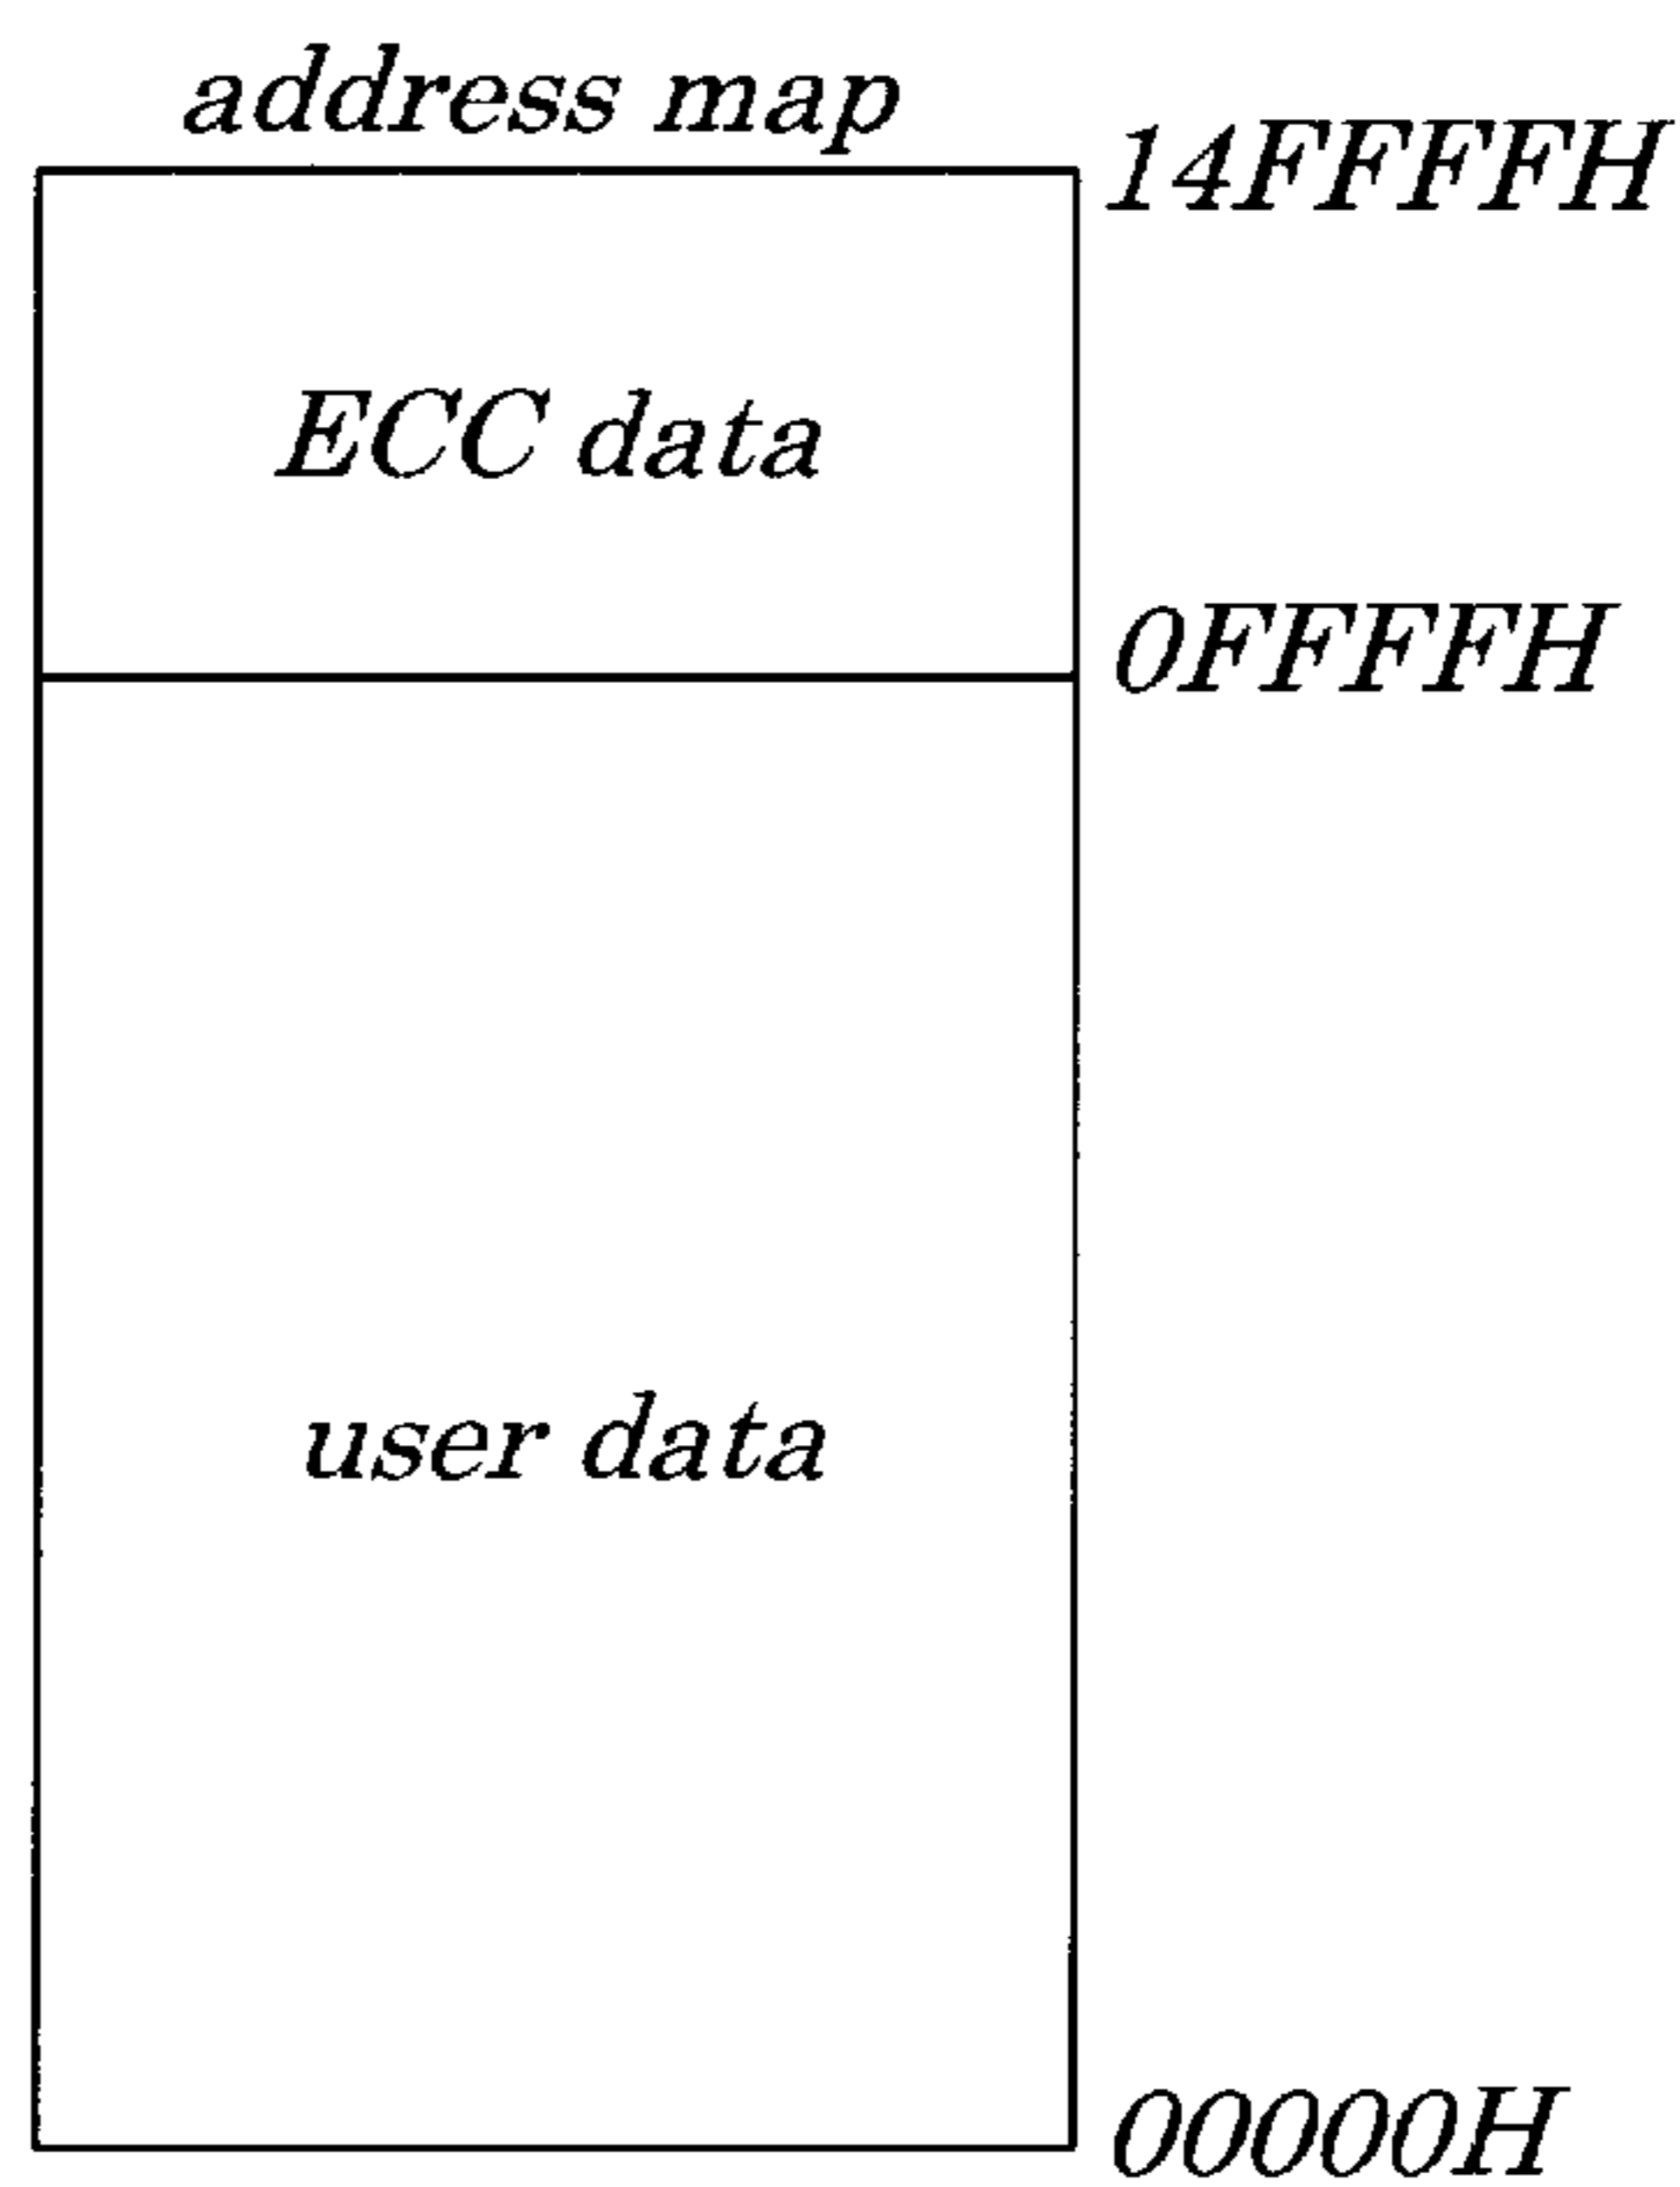 address map
14FFFFH
ECC data
0FFFFH
user data
00000H